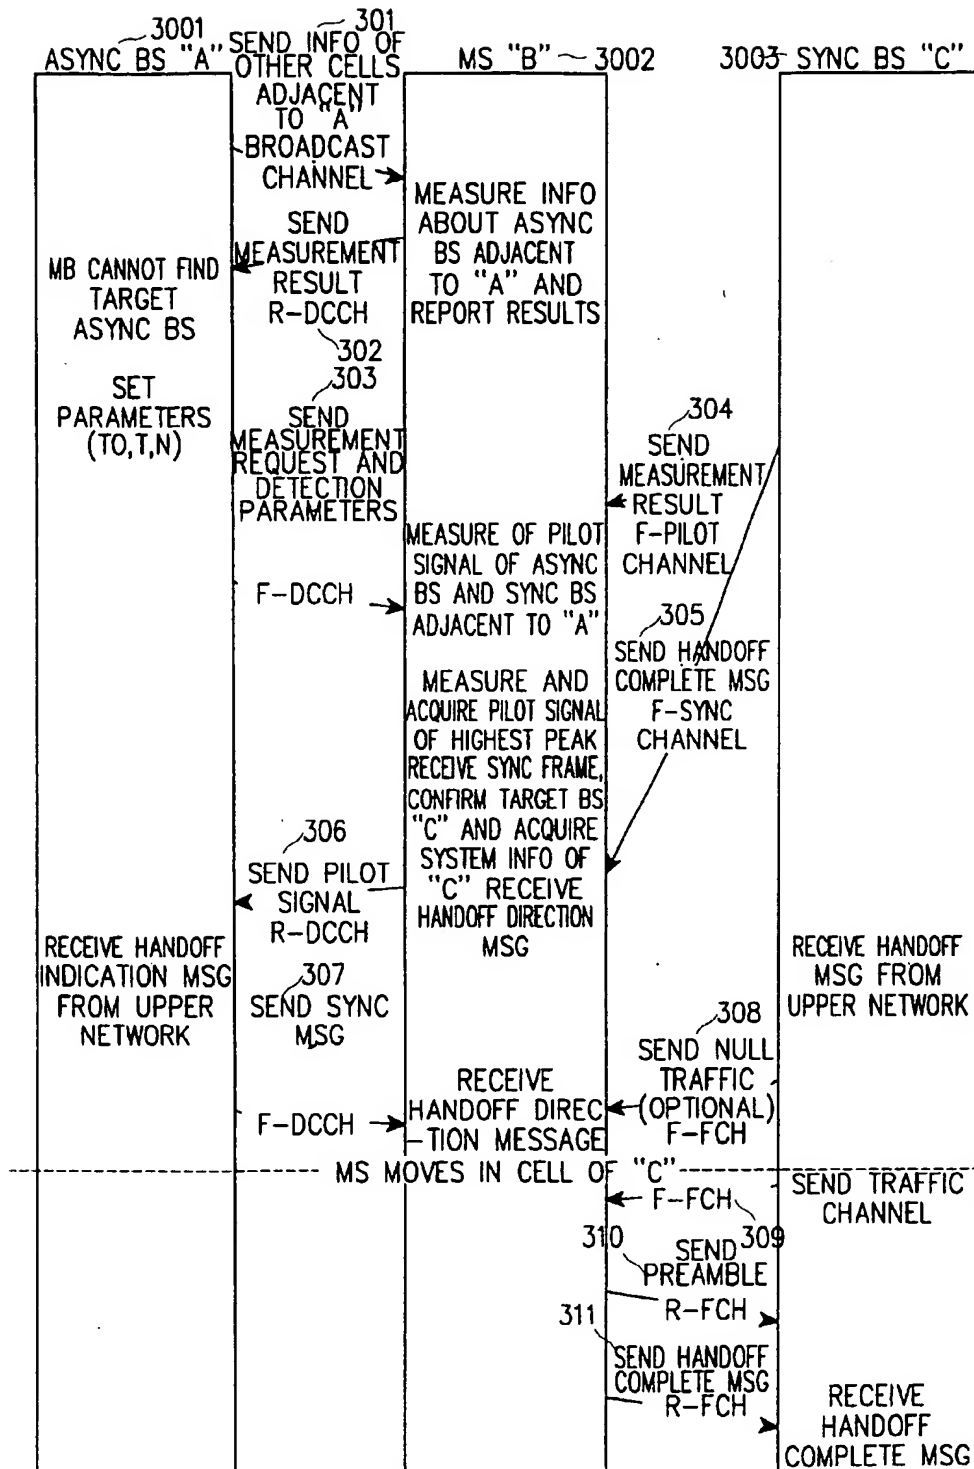 3001
ASYNC BS "A"
301
SEND INFO OF
OTHER CELLS
ADJACENT
TO "A"
BROADCAST
CHANNEL
MS "B"
3002
3003
SYNC BS "C"
MEASURE INFO
ABOUT ASYNC
BS ADJACENT
TO "A" AND
REPORT RESULTS
SEND
MEASUREMENT
RESULT
R-DCCH
302
MB CANNOT FIND
TARGET
ASYNC BS
SET
PARAMETERS
(TO,T,N)
303
SEND
MEASUREMENT
REQUEST AND
DETECTION
PARAMETERS
F-DCCH
304
SEND
MEASUREMENT
RESULT
F-PILOT
CHANNEL
MEASURE OF PILOT
SIGNAL OF ASYNC
BS AND SYNC BS
ADJACENT TO "A"
305
SEND HANDOFF
COMPLETE MSG
F-SYNC
CHANNEL
MEASURE AND
ACQUIRE PILOT SIGNAL
OF HIGHEST PEAK
RECEIVE SYNC FRAME,
CONFIRM TARGET BS
"C" AND ACQUIRE
SYSTEM INFO OF
"C" RECEIVE
HANDOFF DIRECTION
MSG
306
SEND PILOT
SIGNAL
R-DCCH
RECEIVE HANDOFF
INDICATION MSG
FROM UPPER
NETWORK
307
SEND SYNC
MSG
F-DCCH
RECEIVE HANDOFF
MSG FROM
UPPER NETWORK
308
SEND NULL
TRAFFIC
(OPTIONAL)
F-FCH
RECEIVE
HANDOFF DIREC
-TION MESSAGE
MS MOVES IN CELL OF "C"
SEND TRAFFIC
CHANNEL
F-FCH
309
310
SEND
PREAMBLE
R-FCH
311
SEND HANDOFF
COMPLETE MSG
R-FCH
RECEIVE
HANDOFF
COMPLETE MSG